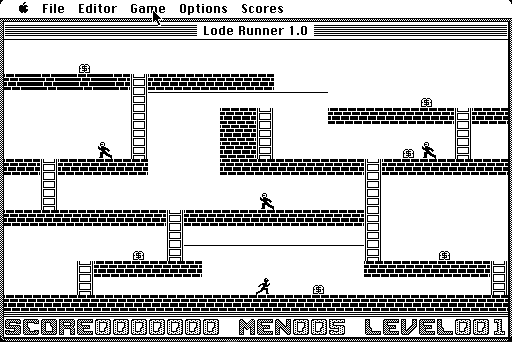 File Editor Game Options Scores
Lode Runner 1.0
SCORE0000000 MEN005 LEVEL001